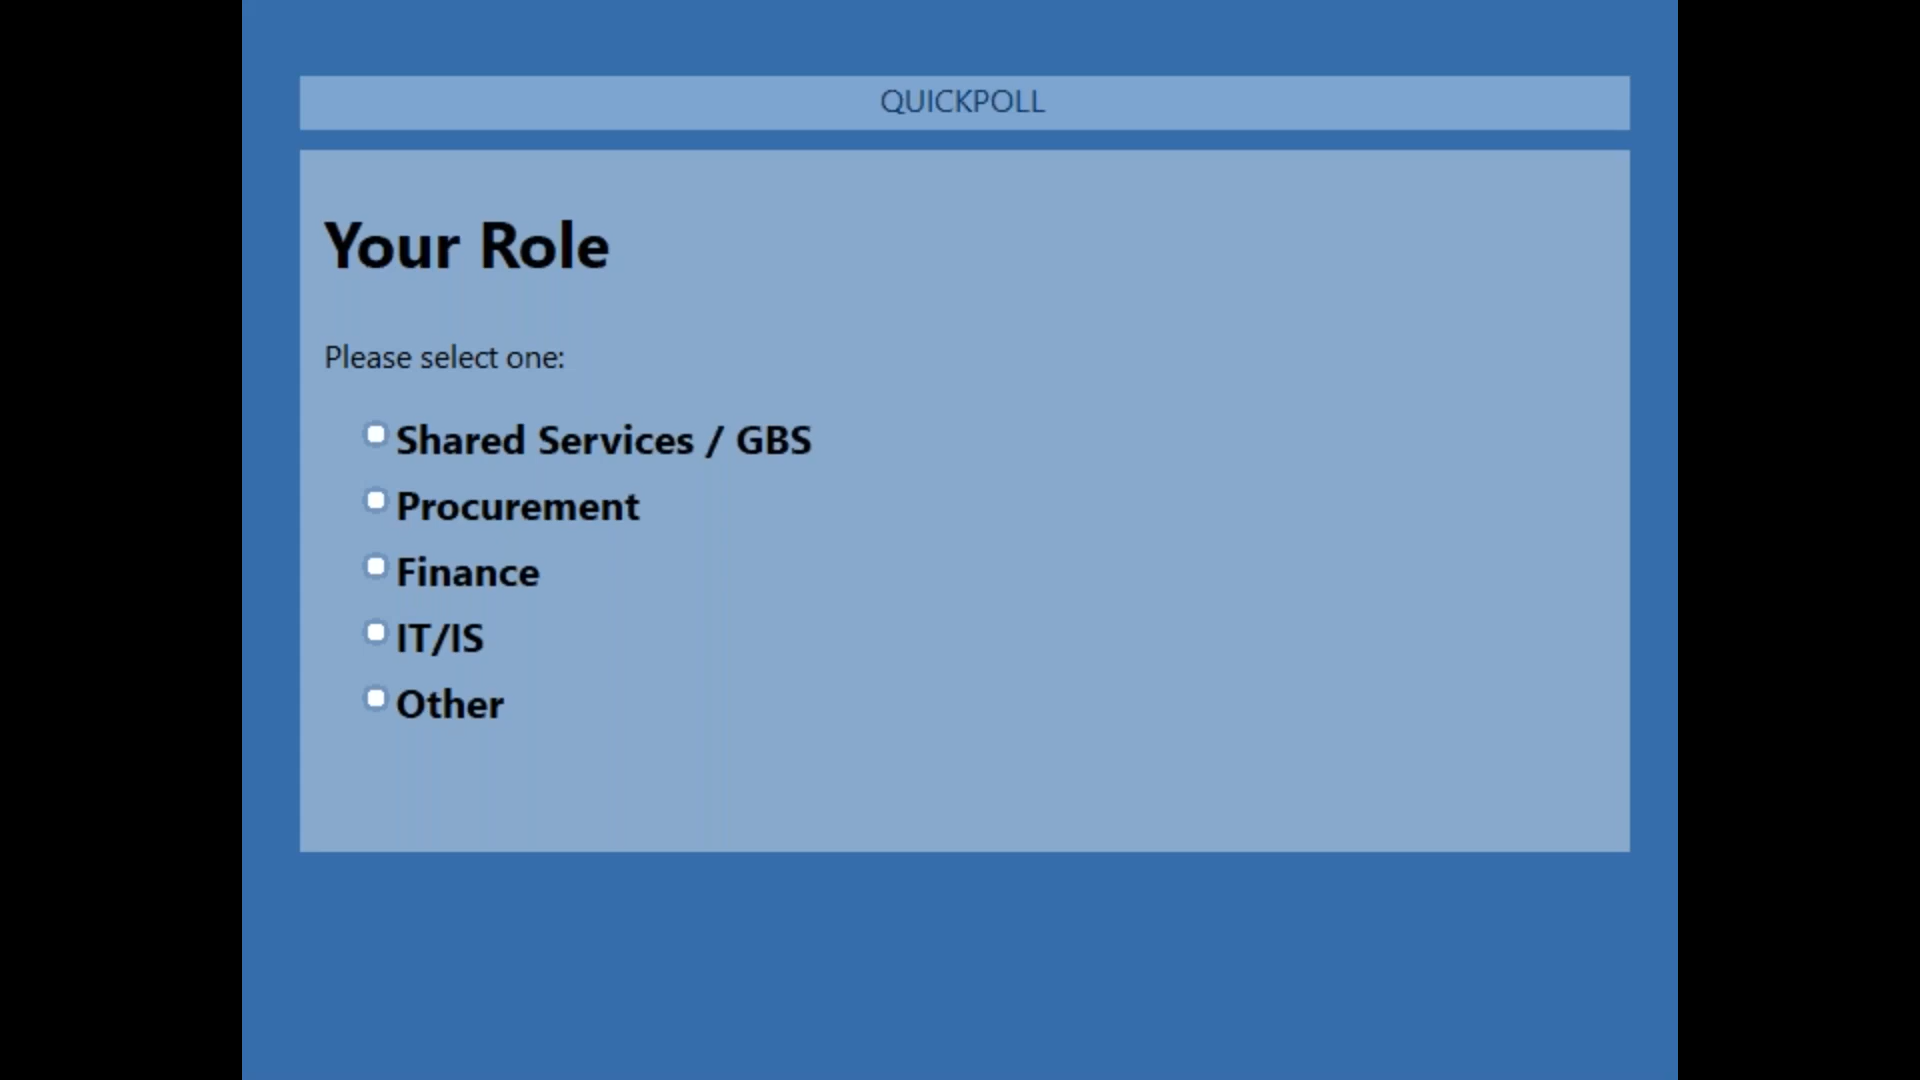 QUICKPOLL
Your Role
Please select one:
Shared Services / GBS
Procurement
Finance
IT/IS
Other